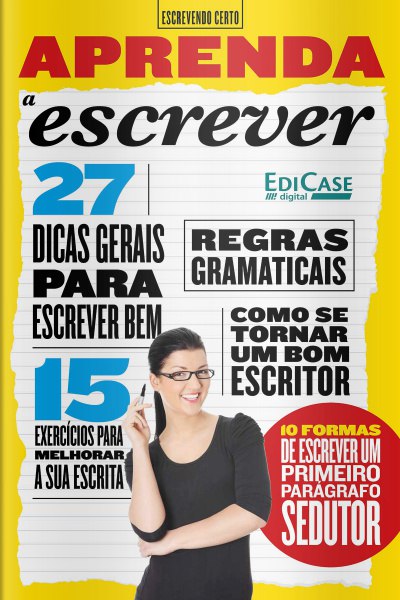 ESCREVENDO CERTO
APRENDA
a escrever
27
DICAS GERAIS
PARA
ESCREVER BEM
EDICASE
digital
REGRAS
GRAMATICAIS
COMO SE
TORNAR
UM BOM
ESCRITOR
15
EXERCÍCIOS PARA
MELHORAR
A SUA ESCRITA
10 FORMAS
DE ESCREVER UM
PRIMEIRO
PARÁGRAFO
SEDUTOR